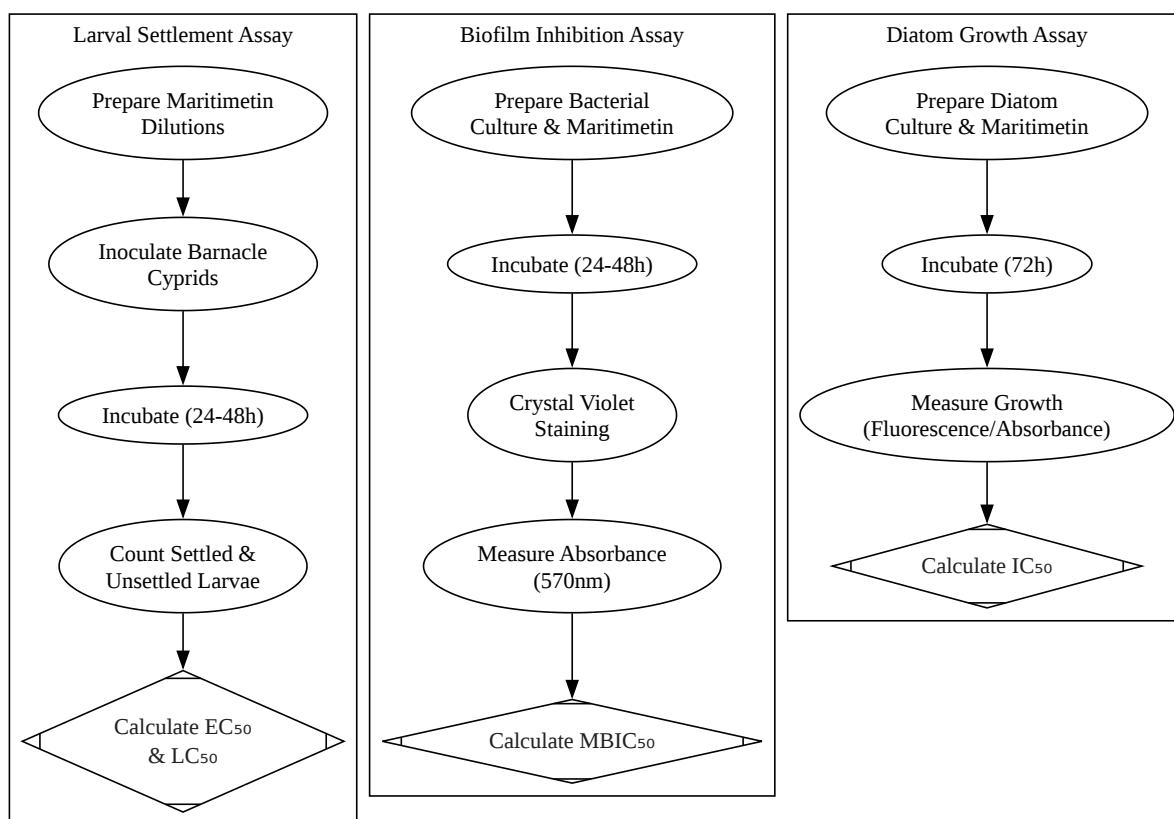 Larval Settlement Assay
Prepare Maritimetin
Dilutions
Inoculate Barnacle
Cyprids
Incubate (24-48h)
Count Settled &
Unsettled Larvae
Calculate EC₅₀
& LC₅₀
Biofilm Inhibition Assay
Prepare Bacterial
Culture & Maritimetin
Incubate (24-48h)
Crystal Violet
Staining
Measure Absorbance
(570nm)
Calculate MBIC₅₀
Diatom Growth Assay
Prepare Diatom
Culture & Maritimetin
Incubate (72h)
Measure Growth
(Fluorescence/Absorbance)
Calculate IC₅₀